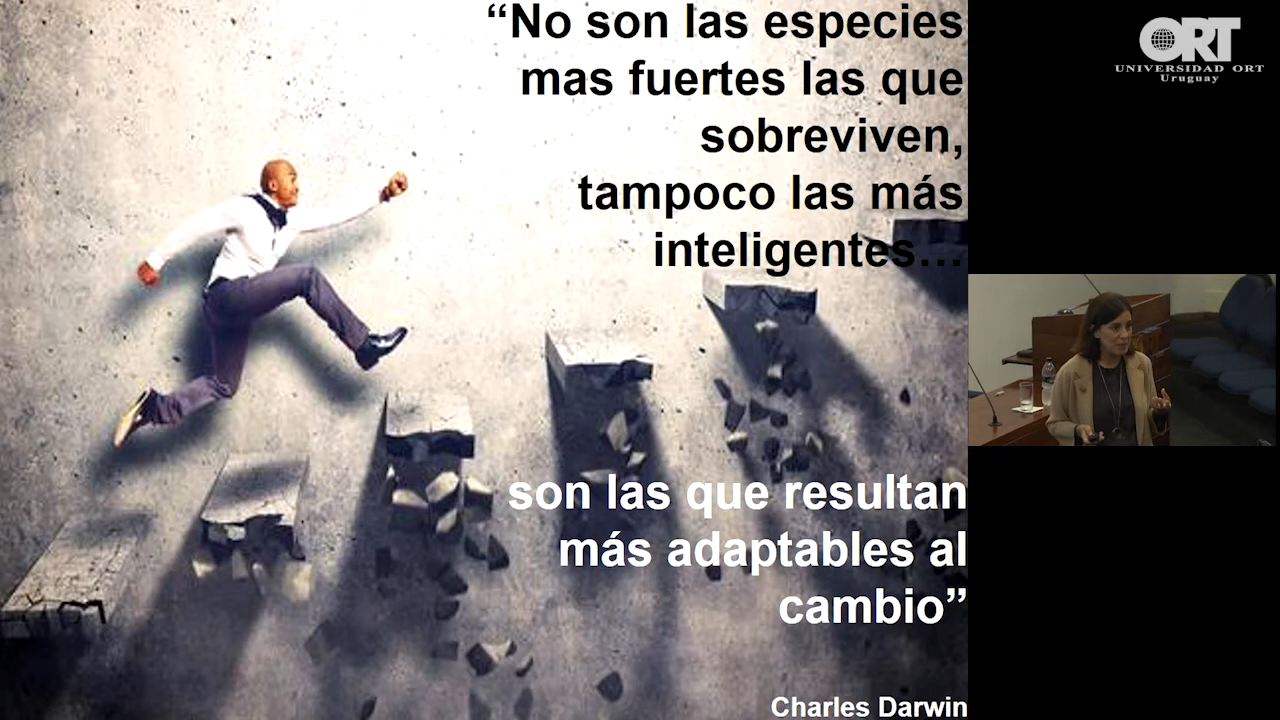 “No son las especies
mas fuertes las que
sobreviven,
tampoco las más
inteligentes...
son las que resultan
más adaptables al
cambio”
Charles Darwin
ORT
UNIVERSIDAD ORT
Uruguay